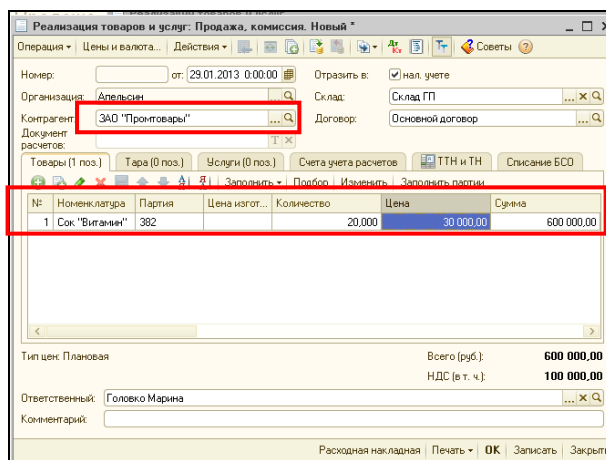 Реализация товаров и услуг: Продажа, комиссия. Новый *
Операция Цены и валюта... Действия Советы
Номер: от: 29.01.2013 0:00:00 Отразить в: нал. учете
Организация: Апельсин ... Склад: Склад ГП ...
Контрагент: ЗАО "Промтовары" ... Договор: Основной договор ...
Документ
расчетов:
Товары (1 поз.) Тара (0 поз.) Услуги (0 поз.) Счета учета расчетов ТТН и ТН Списание БСО
Заполнить Подбор Изменить Заполнить партии
№ Номенклатура Партия Цена изгот... Количество Цена Сумма
1 Сок "Витамин" 382 20,000 30 000,00 600 000,00
Тип цен: Плановая Всего (руб.): 600 000,00
НДС (в т. ч.): 100 000,00
Ответственный: Головко Марина ...
Комментарий:
Расходная накладная Печать OK Записать Закрыть